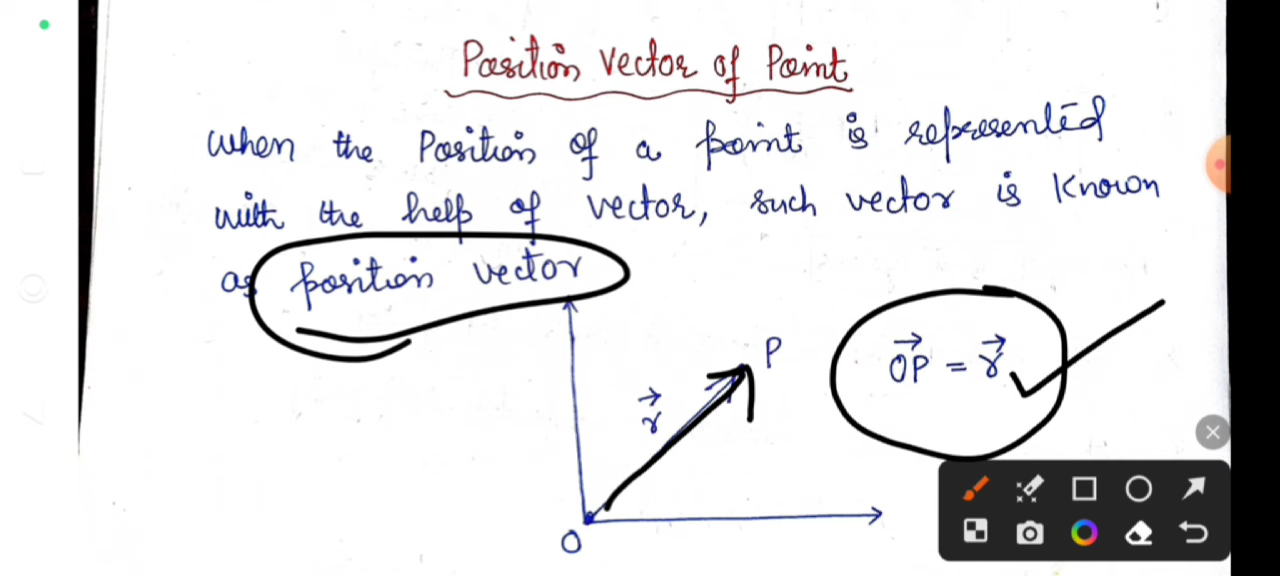 Position Vector of Point
When the Position of a point is represented
with the help of vector, such vector is Known
as position vector
P
OP⃗ = r⃗
r⃗
O